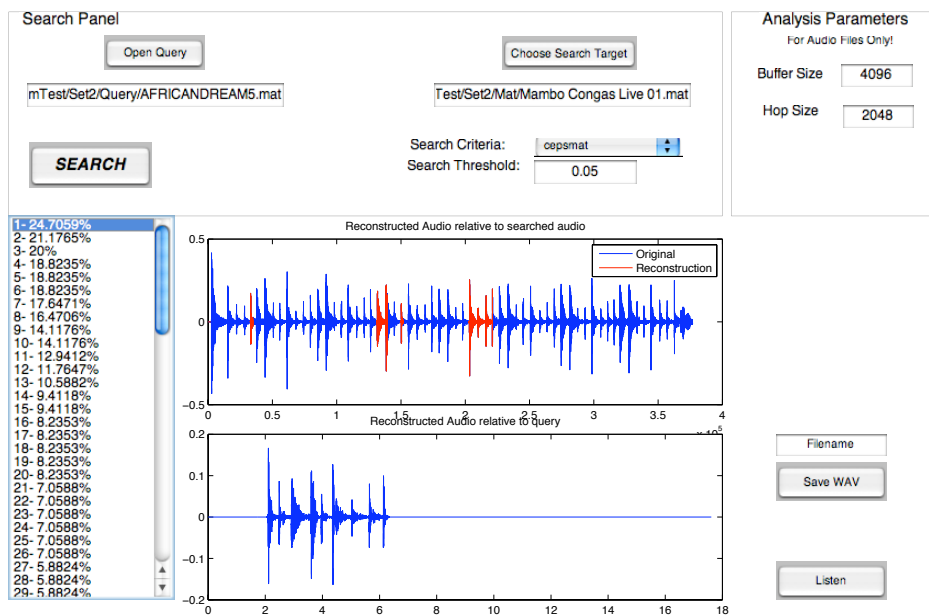 Search Panel
Open Query
Choose Search Target
mTest/Set2/Query/AFRICANDREAM5.mat
Test/Set2/Mat/Mambo Congas Live 01.mat
SEARCH
Search Criteria:
cepsmat
Search Threshold:
0.05
Analysis Parameters
For Audio Files Only!
Buffer Size
4096
Hop Size
2048
1- 24.7059%
2- 21.1765%
3- 20%
4- 18.8235%
5- 18.8235%
6- 18.8235%
7- 17.6471%
8- 16.4706%
9- 14.1176%
10- 14.1176%
11- 12.9412%
12- 11.7647%
13- 10.5882%
14- 9.4118%
15- 9.4118%
16- 8.2353%
17- 8.2353%
18- 8.2353%
19- 8.2353%
20- 8.2353%
21- 7.0588%
22- 7.0588%
23- 7.0588%
24- 7.0588%
25- 7.0588%
26- 7.0588%
27- 5.8824%
28- 5.8824%
29- 5.8824%
Reconstructed Audio relative to searched audio
Original
Reconstruction
0.5
0
−0.5
0 0.5 1 1.5 2 2.5 3 3.5 4
Reconstructed Audio relative to query
0.2
0.1
0
−0.1
−0.2
0 2 4 6 8 10 12 14 16 18
Filename
Save WAV
Listen